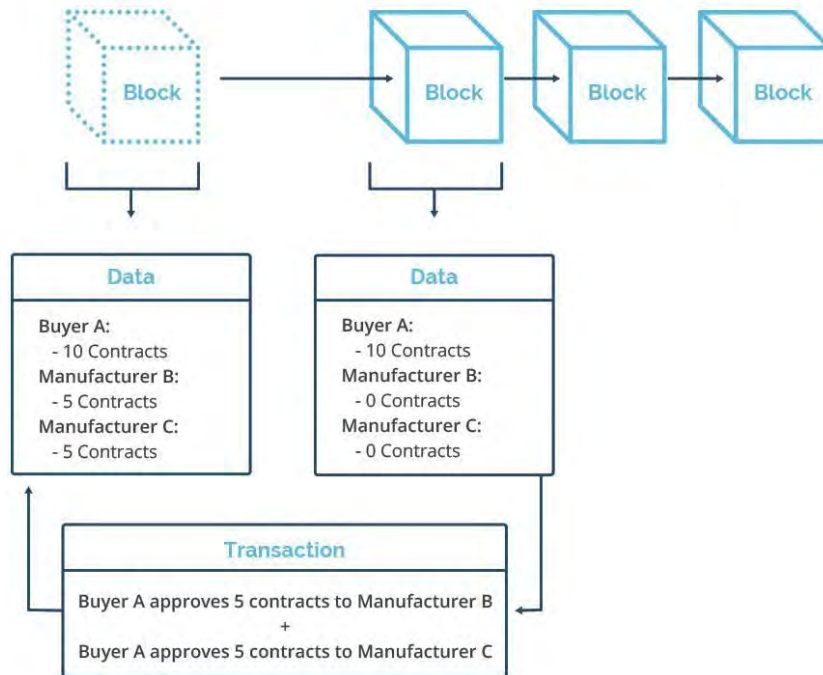 Block
Block
Block
Block
Data
Buyer A:
- 10 Contracts
Manufacturer B:
- 5 Contracts
Manufacturer C:
- 5 Contracts
Data
Buyer A:
- 10 Contracts
Manufacturer B:
- 0 Contracts
Manufacturer C:
- 0 Contracts
Transaction
Buyer A approves 5 contracts to Manufacturer B
+
Buyer A approves 5 contracts to Manufacturer C